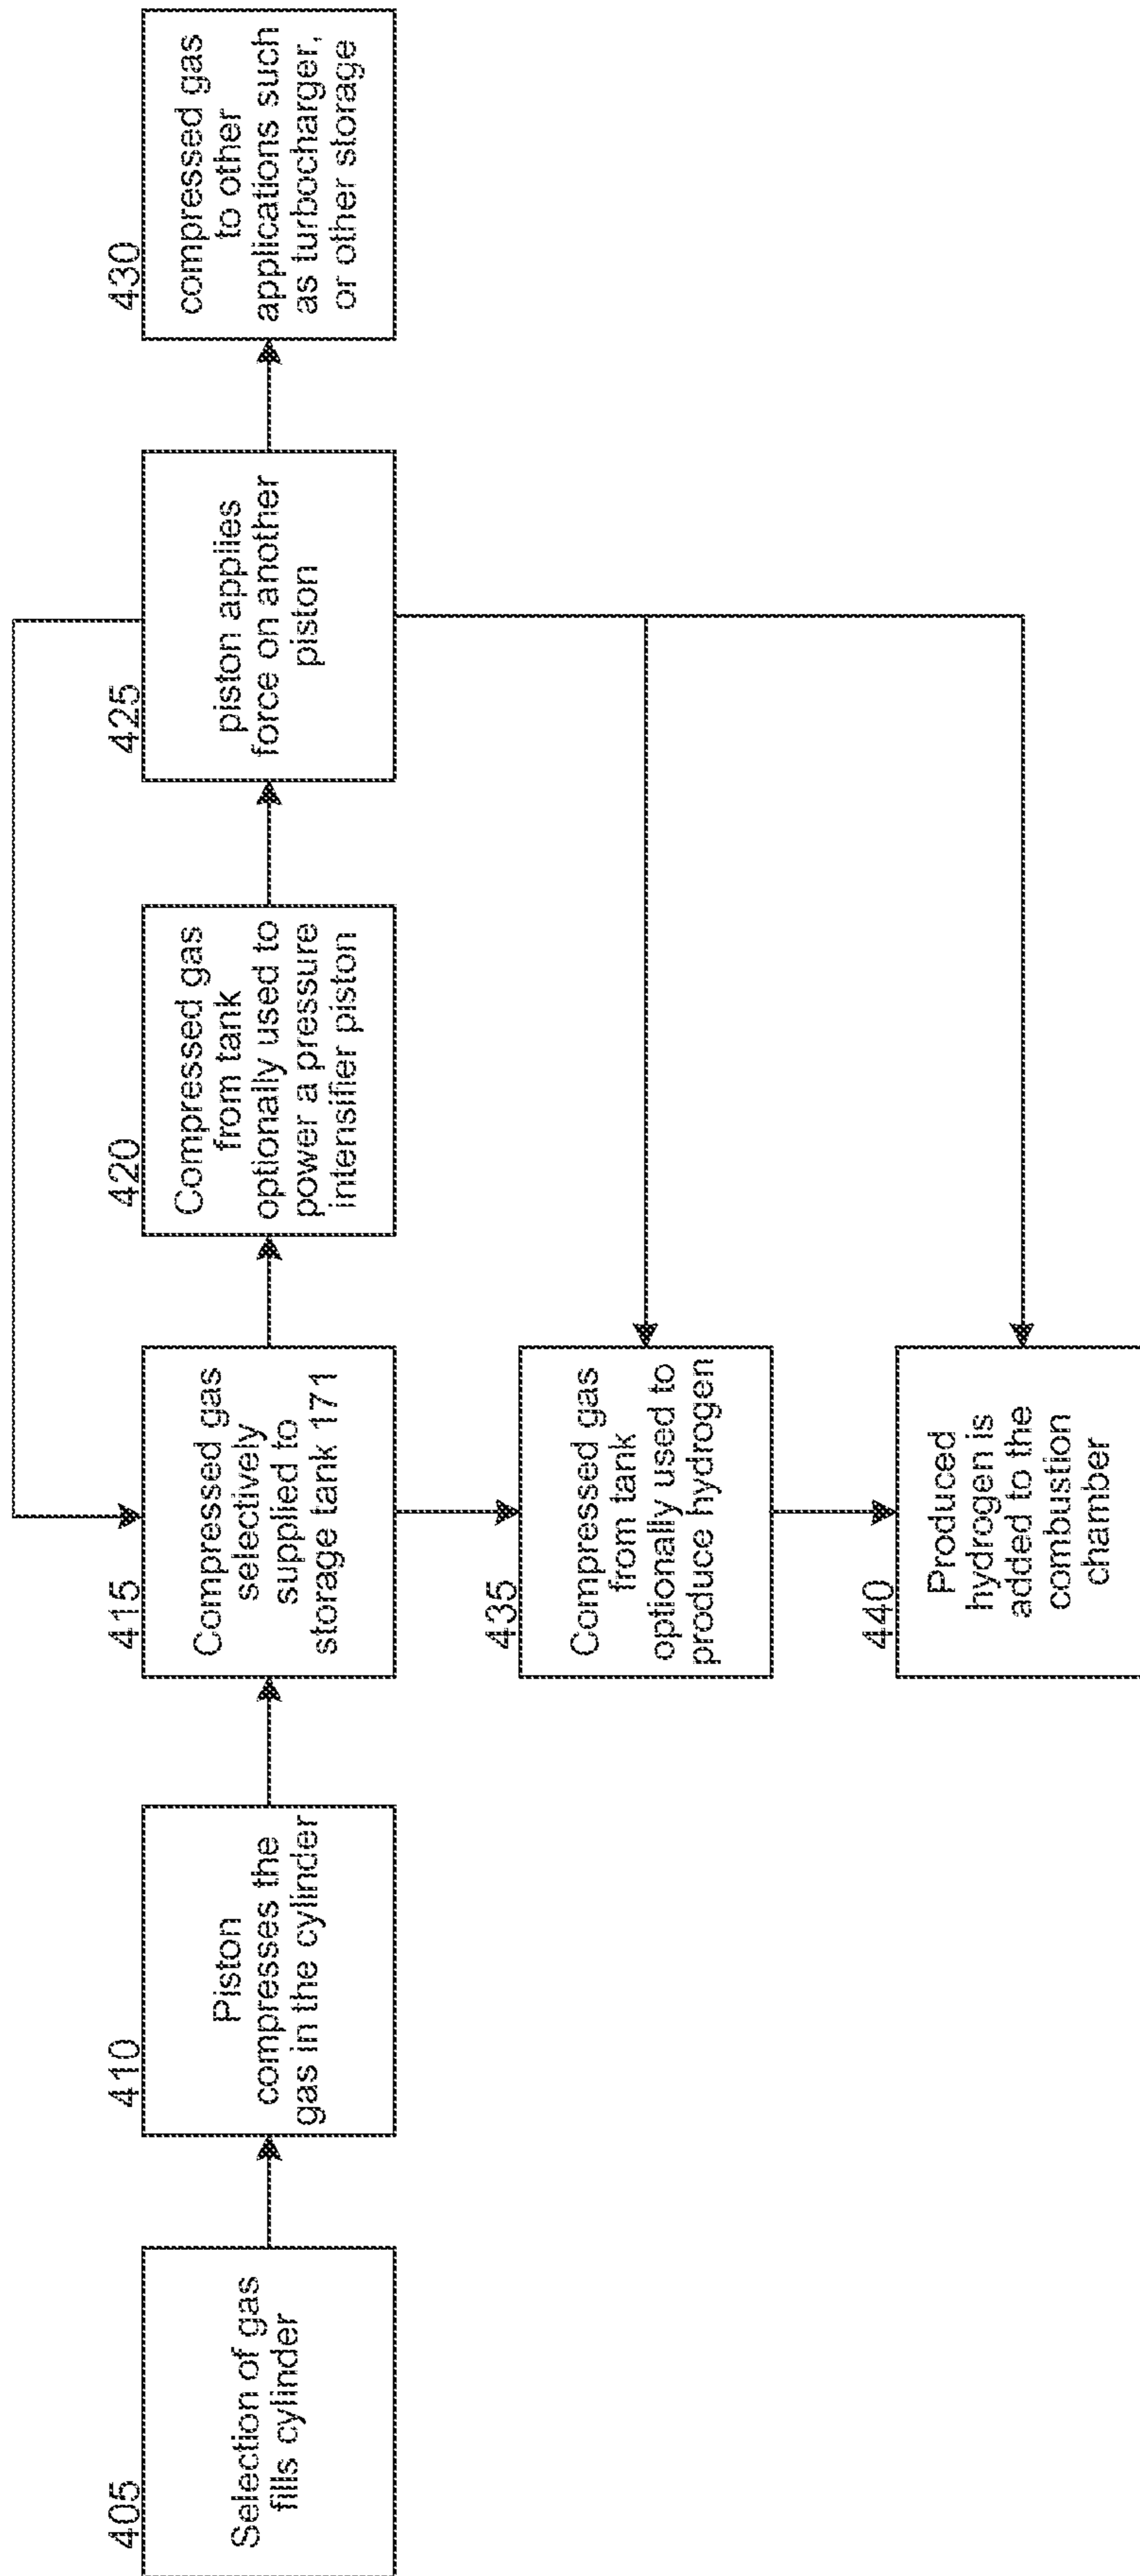 405
Selection of gas
fills cylinder
410
Piston
compresses the
gas in the cylinder
415
Compressed gas
selectively
supplied to
storage tank 171
420
Compressed gas
from tank
optionally used to
power a pressure
intensifier piston
425
piston applies
force on another
piston
430
compressed gas
to other
applications such
as turbocharger,
or other storage
435
Compressed gas
from tank
optionally used to
produce hydrogen
440
Produced
hydrogen is
added to the
combustion
chamber